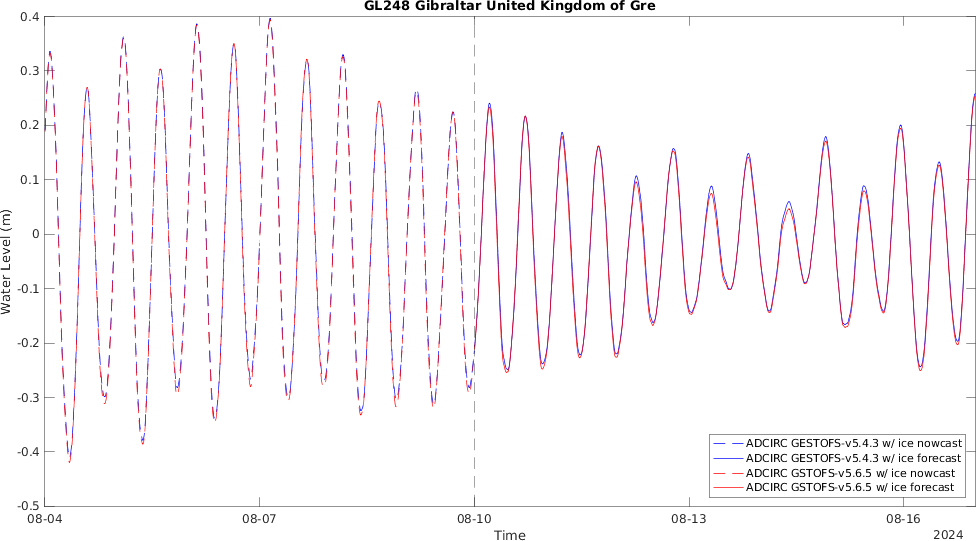 GL248 Gibraltar United Kingdom of Gre
0.4
0.3
0.2
0.1
0
-0.1
-0.2
-0.3
-0.4
-0.5
Water Level (m)
ADCIRC GESTOFS-v5.4.3 w/ ice nowcast
ADCIRC GESTOFS-v5.4.3 w/ ice forecast
ADCIRC GSTOFS-v5.6.5 w/ ice nowcast
ADCIRC GSTOFS-v5.6.5 w/ ice forecast
08-04 08-07 08-10 08-13 08-16
Time
2024